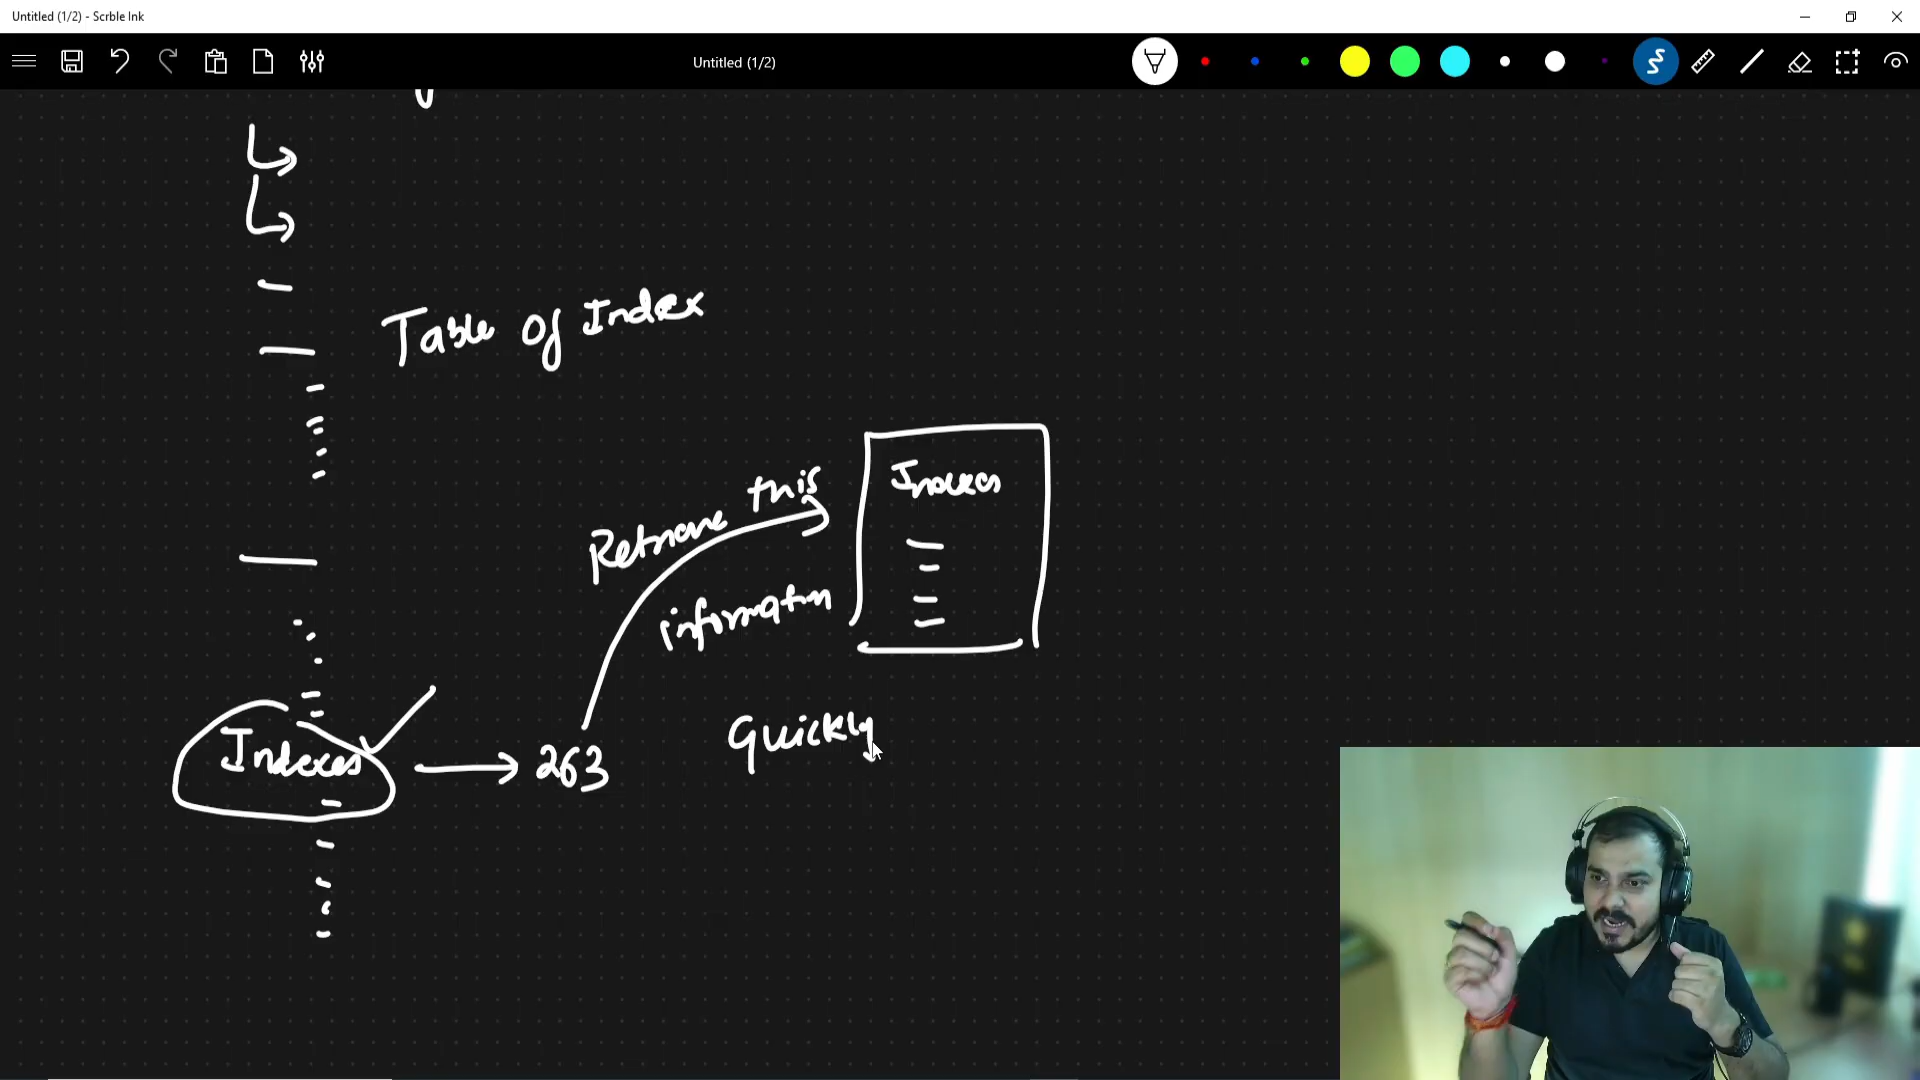 Untitled (1/2) - Scrble Ink
Untitled (1/2)
Table of Index
Retrieve this
information
Indexes
Quickly
Indexes
263